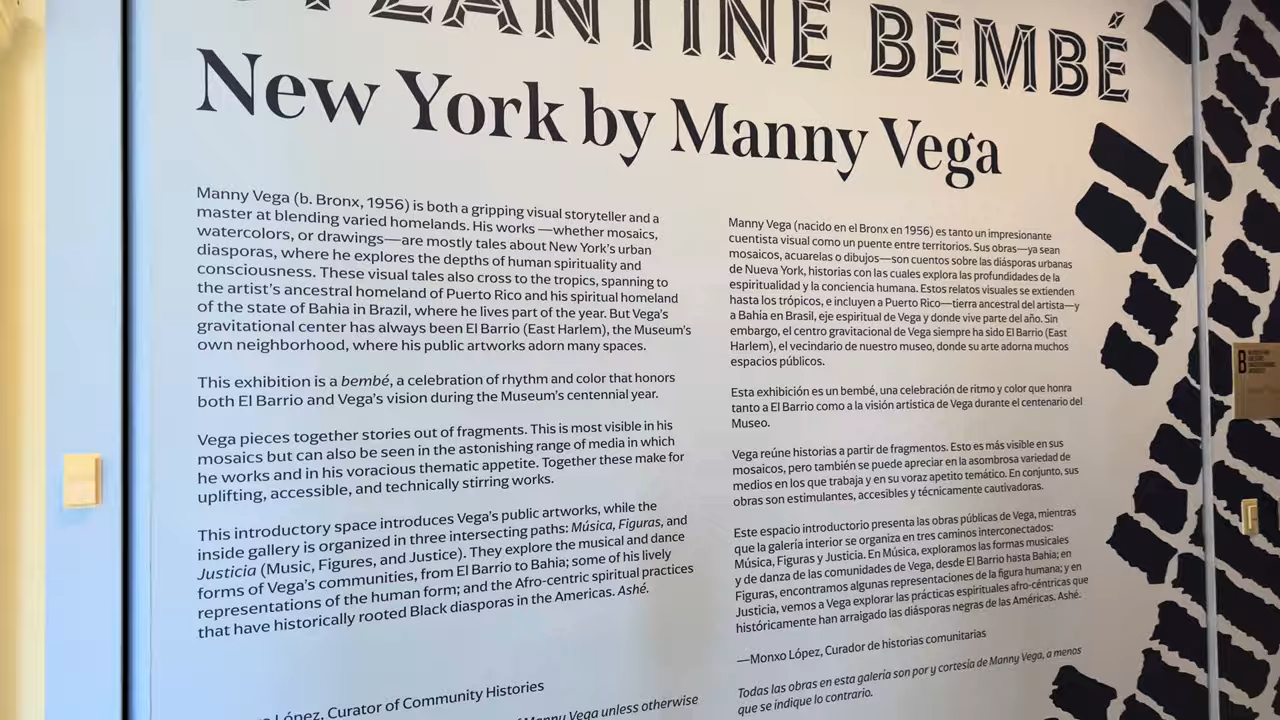 BYZANTINE BEMBÉ
New York by Manny Vega
Manny Vega (b. Bronx, 1956) is both a gripping visual storyteller and a
master at blending varied homelands. His works —whether mosaics,
watercolors, or drawings—are mostly tales about New York's urban
diasporas, where he explores the depths of human spirituality and
consciousness. These visual tales also cross to the tropics, spanning to
the artist's ancestral homeland of Puerto Rico and his spiritual homeland
of the state of Bahia in Brazil, where he lives part of the year. But Vega's
gravitational center has always been El Barrio (East Harlem), the Museum's
own neighborhood, where his public artworks adorn many spaces.
This exhibition is a bembé, a celebration of rhythm and color that honors
both El Barrio and Vega's vision during the Museum's centennial year.
Vega pieces together stories out of fragments. This is most visible in his
mosaics but can also be seen in the astonishing range of media in which
he works and in his voracious thematic appetite. Together these make for
uplifting, accessible, and technically stirring works.
This introductory space introduces Vega's public artworks, while the
inside gallery is organized in three intersecting paths: Música, Figuras, and
Justicia (Music, Figures, and Justice). They explore the musical and dance
forms of Vega's communities, from El Barrio to Bahia; some of his lively
representations of the human form; and the Afro-centric spiritual practices
that have historically rooted Black diasporas in the Americas. Ashé.
López, Curator of Community Histories
of Manny Vega unless otherwise
Manny Vega (nacido en el Bronx en 1956) es tanto un impresionante
cuentista visual como un puente entre territorios. Sus obras—ya sean
mosaicos, acuarelas o dibujos—son cuentos sobre las diásporas urbanas
de Nueva York, historias con las cuales explora las profundidades de la
espiritualidad y la conciencia humana. Estos relatos visuales se extienden
hasta los trópicos, e incluyen a Puerto Rico—tierra ancestral del artista—y
a Bahía en Brasil, eje espiritual de Vega y donde vive parte del año. Sin
embargo, el centro gravitacional de Vega siempre ha sido El Barrio (East
Harlem), el vecindario de nuestro museo, donde su arte adorna muchos
espacios públicos.
Esta exhibición es un bembé, una celebración de ritmo y color que honra
tanto a El Barrio como a la visión artística de Vega durante el centenario del
Museo.
Vega reúne historias a partir de fragmentos. Esto es más visible en sus
mosaicos, pero también se puede apreciar en la asombrosa variedad de
medios en los que trabaja y en su voraz apetito temático. En conjunto, sus
obras son estimulantes, accesibles y técnicamente cautivadoras.
Este espacio introductorio presenta las obras públicas de Vega, mientras
que la galería interior se organiza en tres caminos interconectados:
Música, Figuras y Justicia. En Música, exploramos las formas musicales
y de danza de las comunidades de Vega, desde El Barrio hasta Bahía; en
Figuras, encontramos algunas representaciones de la figura humana; y en
Justicia, vemos a Vega explorar las prácticas espirituales afro-céntricas que
históricamente han arraigado las diásporas negras de las Américas. Ashé.
—Monxo López, Curador de historias comunitarias
Todas las obras en esta galería son por y cortesía de Manny Vega, a menos
que se indique lo contrario.
B